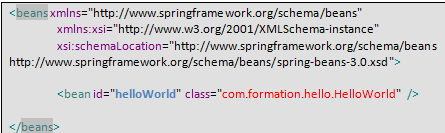 <beans xmlns="http://www.springframework.org/schema/beans"
xmlns:xsi="http://www.w3.org/2001/XMLSchema-instance"
xsi:schemaLocation="http://www.springframework.org/schema/beans
http://www.springframework.org/schema/beans/spring-beans-3.0.xsd">
<bean id="helloWorld" class="com.formation.hello.HelloWorld" />
</beans>